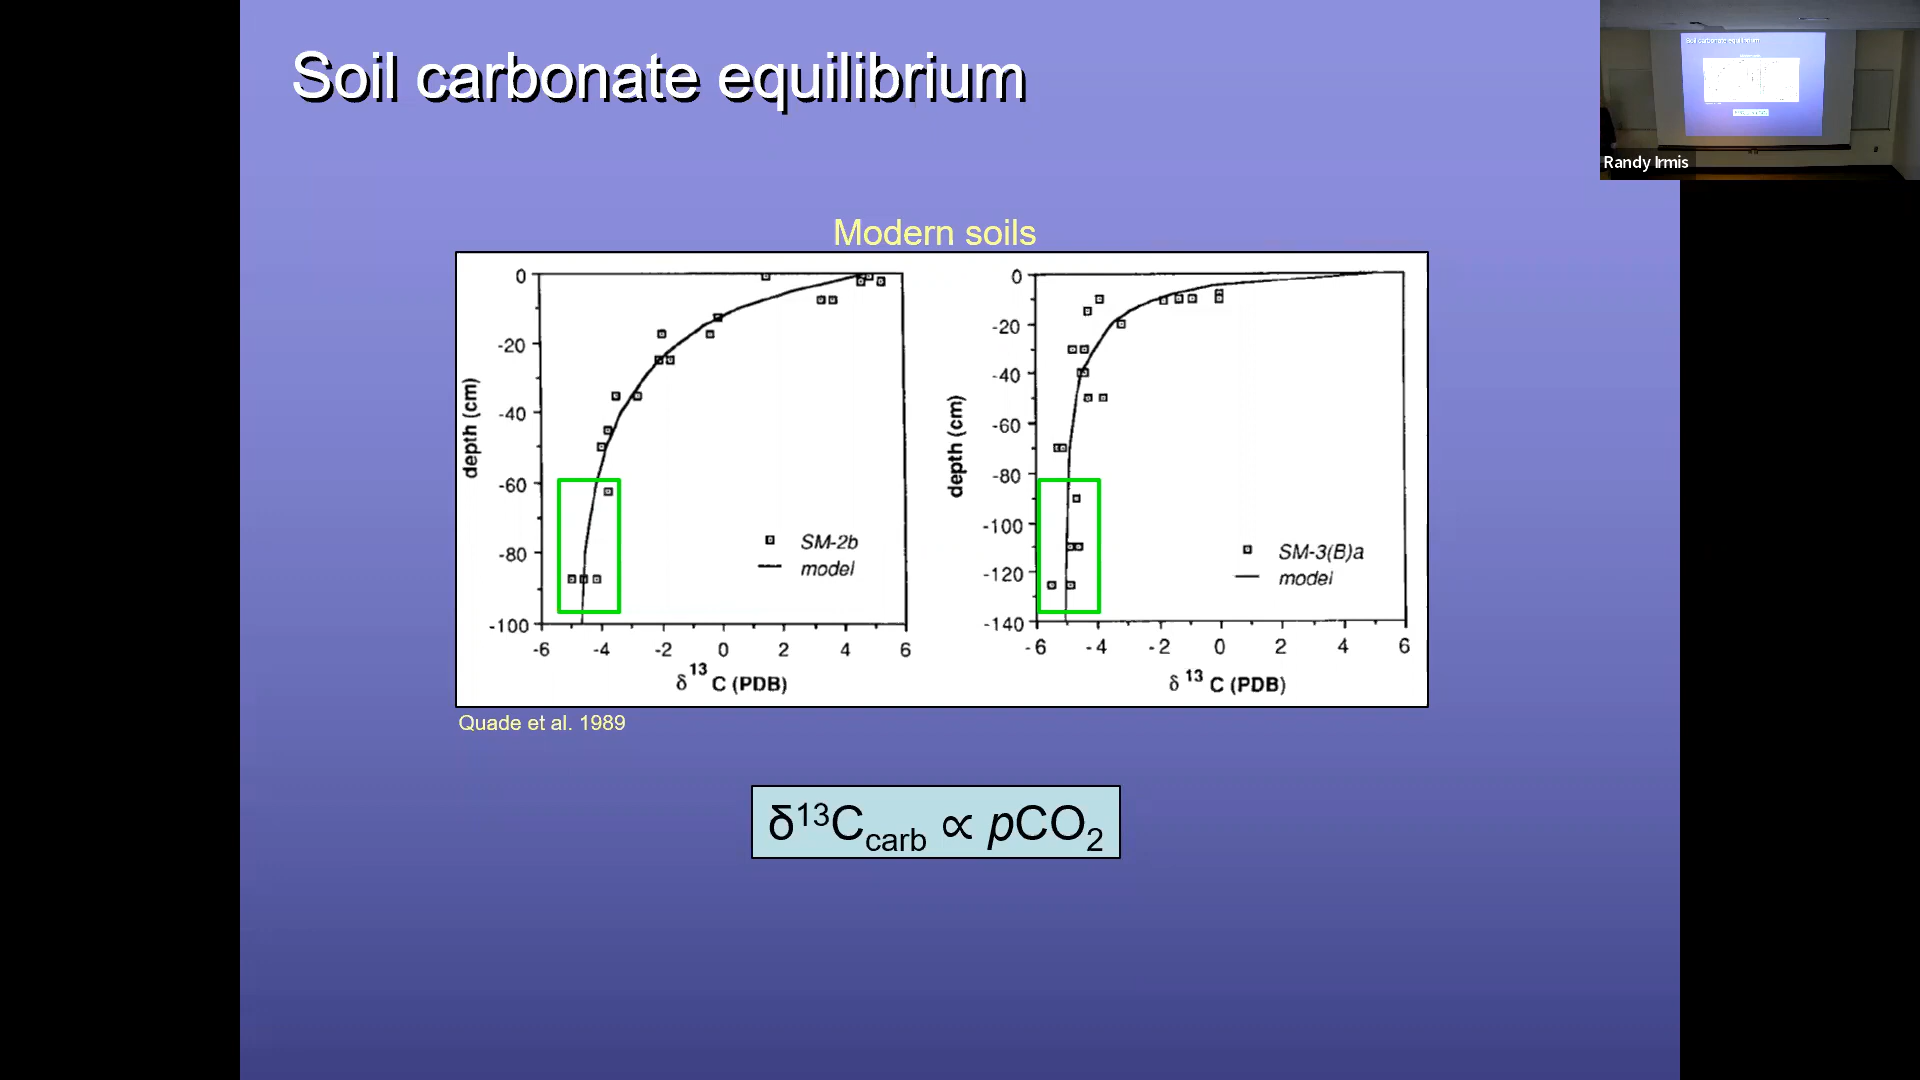 Soil carbonate equilibrium
Randy Irmis
Modern soils
0
-20
-40
-60
-80
-100
depth (cm)
-6 -4 -2 0 2 4 6
δ13 C (PDB)
SM-2b
model
0
-20
-40
-60
-80
-100
-120
-140
depth (cm)
-6 -4 -2 0 2 4 6
δ 13 C (PDB)
SM-3(B)a
model
Quade et al. 1989
δ¹³Ccarb ∝ pCO₂